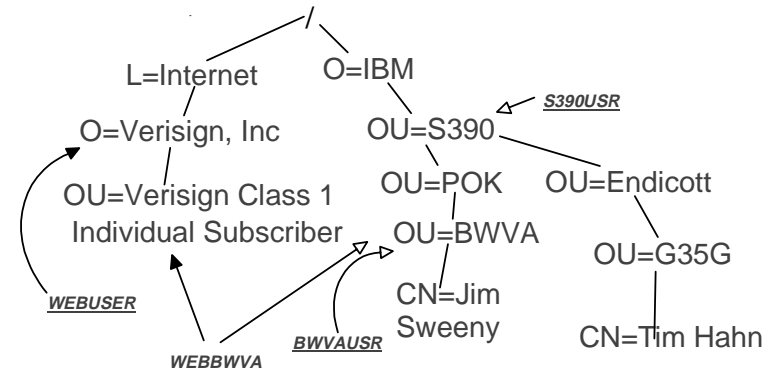 /
L=Internet
O=IBM
S390USR
O=Verisign, Inc
OU=S390
OU=Verisign Class 1
Individual Subscriber
OU=POK
OU=Endicott
OU=BWVA
OU=G35G
CN=Jim
Sweeny
CN=Tim Hahn
WEBUSER
BWVAUSR
WEBBWVA